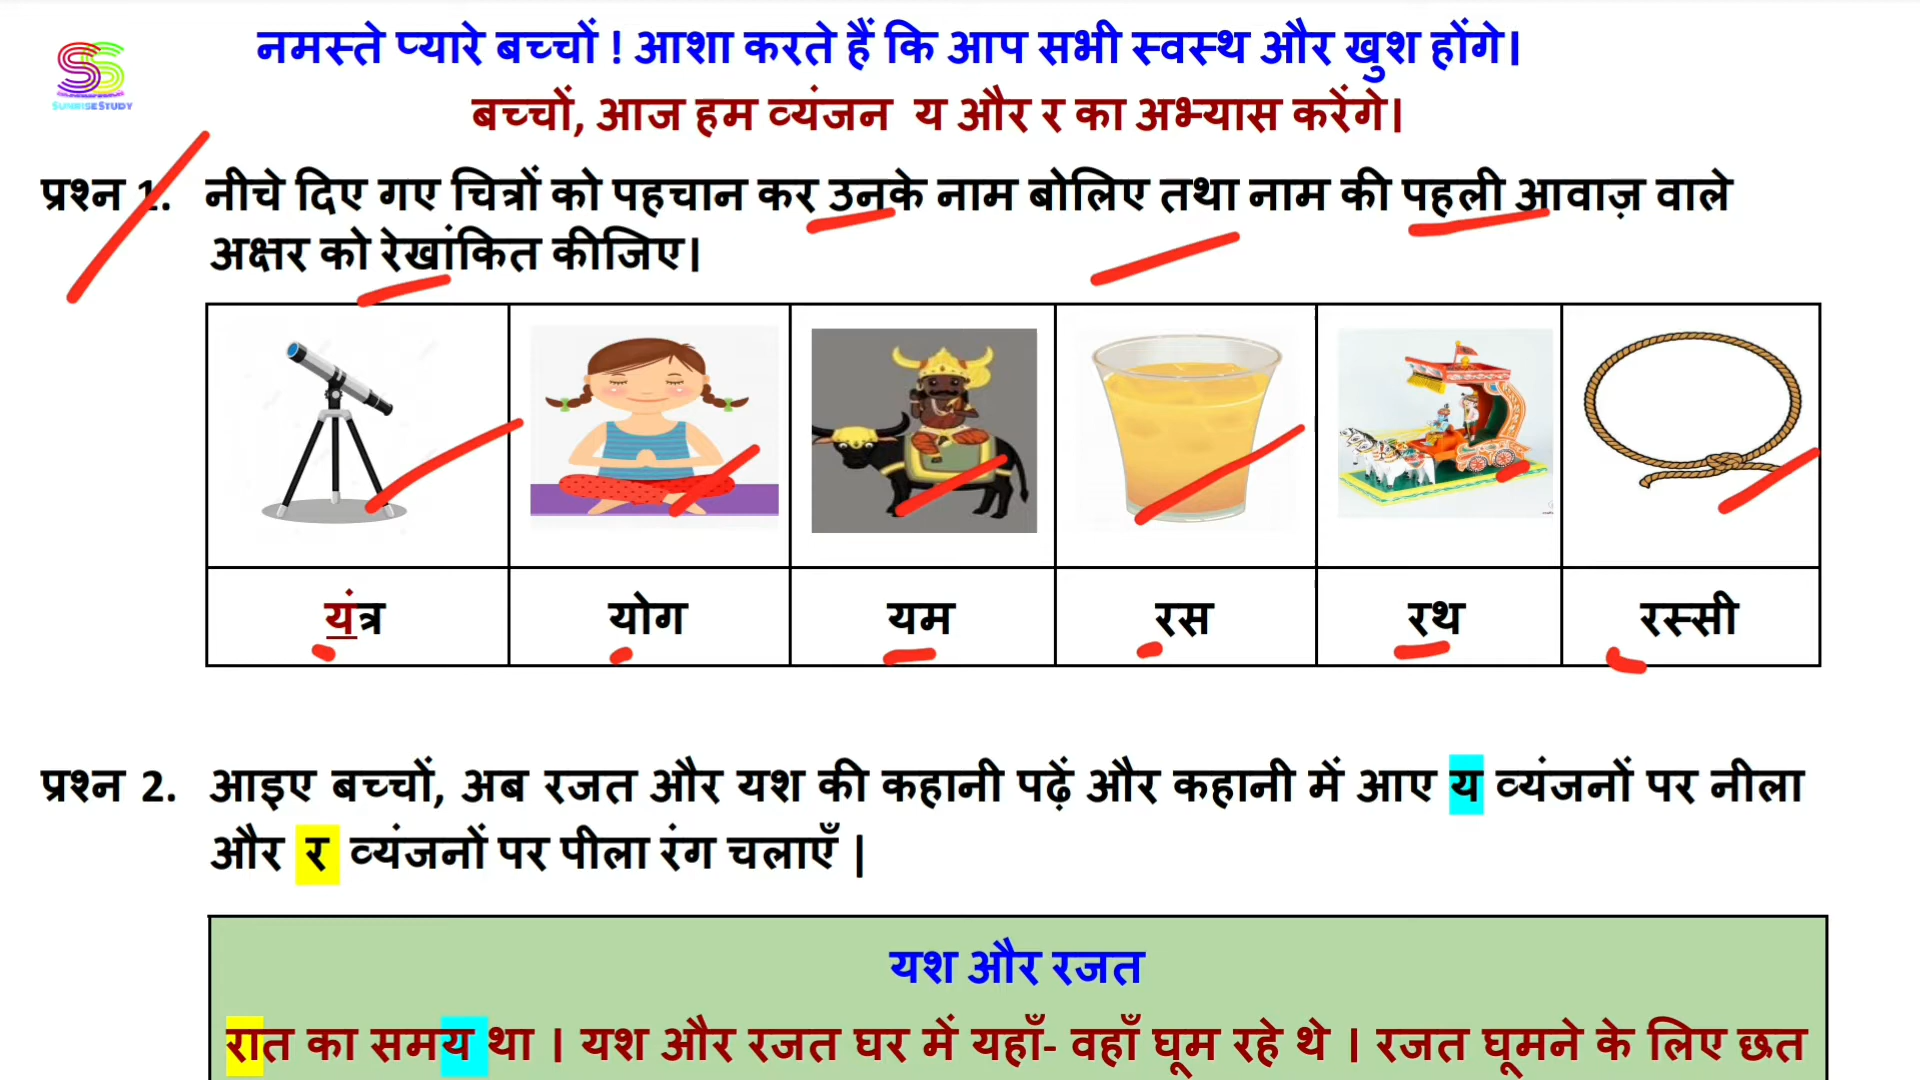 नमस्ते प्यारे बच्चों ! आशा करते हैं कि आप सभी स्वस्थ और खुश होंगे।
SS
SUNRISE STUDY
बच्चों, आज हम व्यंजन य और र का अभ्यास करेंगे।
प्रश्न 1. नीचे दिए गए चित्रों को पहचान कर उनके नाम बोलिए तथा नाम की पहली आवाज़ वाले
अक्षर को रेखांकित कीजिए।
यंत्र योग यम रस रथ रस्सी
प्रश्न 2. आइए बच्चों, अब रजत और यश की कहानी पढ़ें और कहानी में आए य व्यंजनों पर नीला
और र व्यंजनों पर पीला रंग चलाएँ |
यश और रजत
रात का समय था । यश और रजत घर में यहाँ- वहाँ घूम रहे थे । रजत घूमने के लिए छत